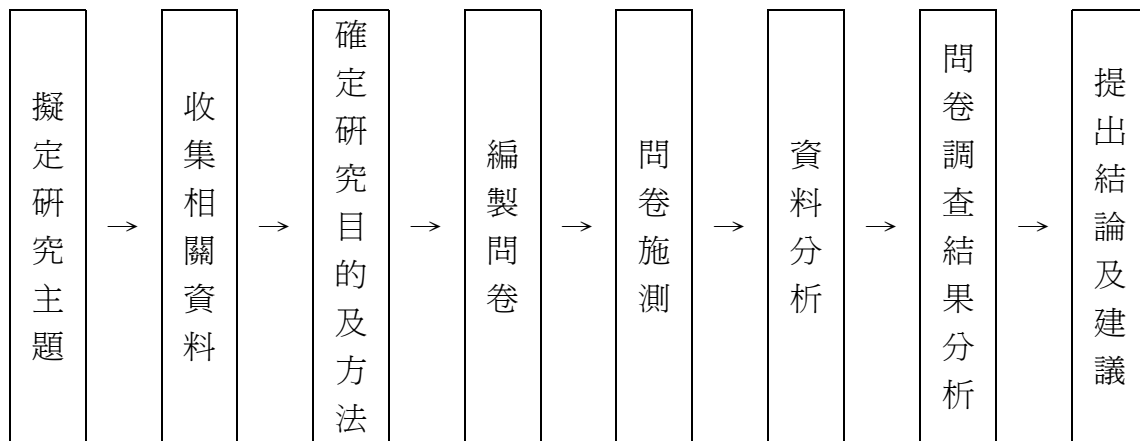 擬定研究主題
→
收集相關資料
→
確定研究目的及方法
→
編製問卷
→
問卷施測
→
資料分析
→
問卷調查結果分析
→
提出結論及建議